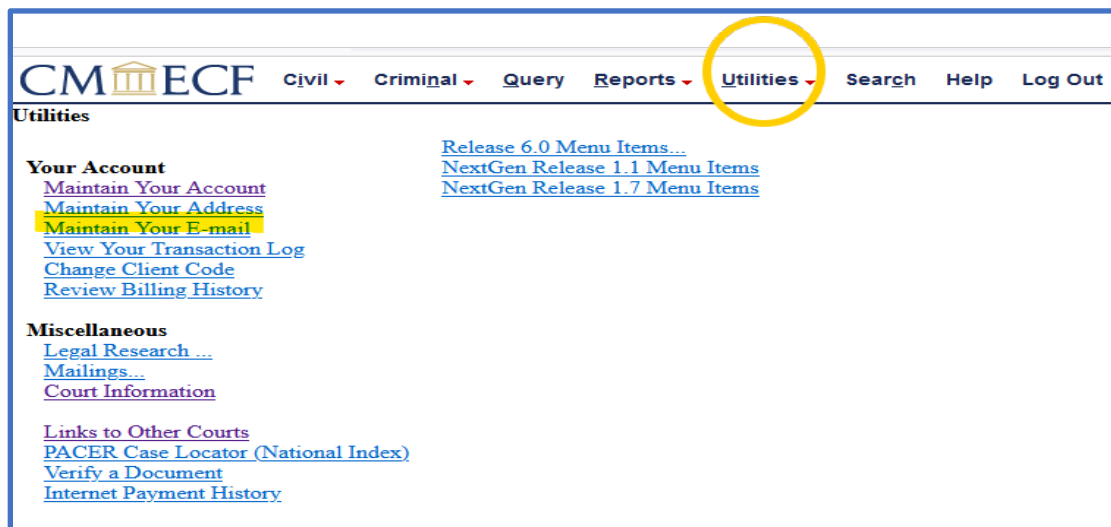 CM ECF Civil Criminal Query Reports Utilities Search Help Log Out
Utilities
Your Account
Maintain Your Account
Maintain Your Address
Maintain Your E-mail
View Your Transaction Log
Change Client Code
Review Billing History
Miscellaneous
Legal Research ...
Mailings...
Court Information
Links to Other Courts
PACER Case Locator (National Index)
Verify a Document
Internet Payment History
Release 6.0 Menu Items...
NextGen Release 1.1 Menu Items
NextGen Release 1.7 Menu Items